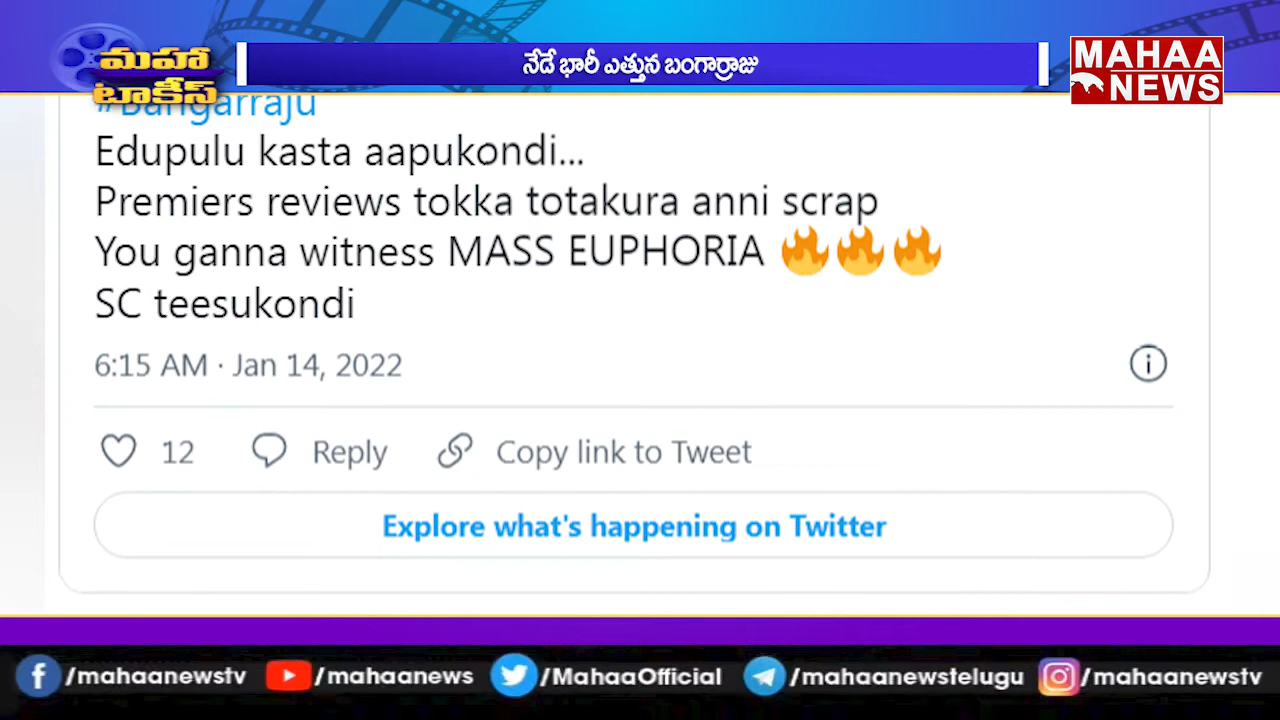 మహా
టాకీస్
నేడే భారీ ఎత్తున బంగార్రాజు
MAHAA
NEWS
#Bangarraju
Edupulu kasta aapukondi...
Premiers reviews tokka totakura anni scrap
You ganna witness MASS EUPHORIA 🔥🔥🔥
SC teesukondi
6:15 AM · Jan 14, 2022
12 Reply Copy link to Tweet
Explore what's happening on Twitter
/mahaanewstv /mahaanews /MahaaOfficial /mahaanewstelugu /mahaanewstv